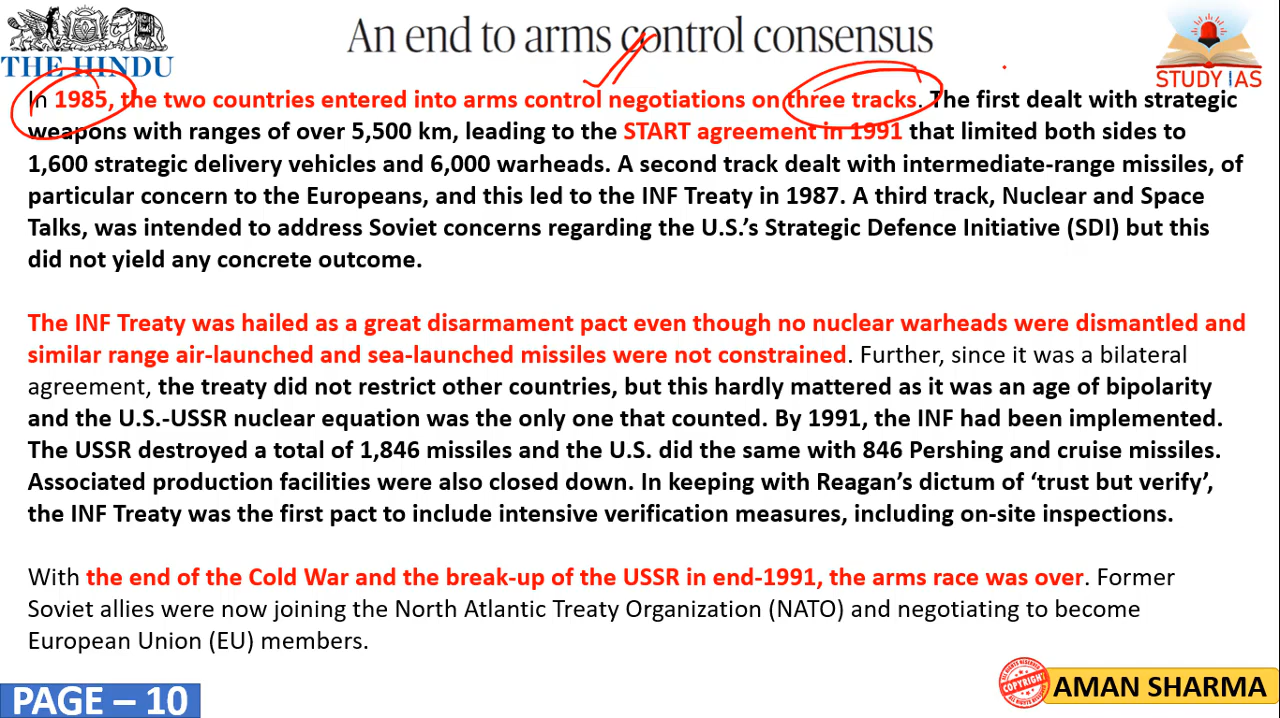 An end to arms control consensus
THE HINDU
STUDY IAS
In 1985, the two countries entered into arms control negotiations on three tracks. The first dealt with strategic
weapons with ranges of over 5,500 km, leading to the START agreement in 1991 that limited both sides to
1,600 strategic delivery vehicles and 6,000 warheads. A second track dealt with intermediate-range missiles, of
particular concern to the Europeans, and this led to the INF Treaty in 1987. A third track, Nuclear and Space
Talks, was intended to address Soviet concerns regarding the U.S.’s Strategic Defence Initiative (SDI) but this
did not yield any concrete outcome.
The INF Treaty was hailed as a great disarmament pact even though no nuclear warheads were dismantled and
similar range air-launched and sea-launched missiles were not constrained. Further, since it was a bilateral
agreement, the treaty did not restrict other countries, but this hardly mattered as it was an age of bipolarity
and the U.S.-USSR nuclear equation was the only one that counted. By 1991, the INF had been implemented.
The USSR destroyed a total of 1,846 missiles and the U.S. did the same with 846 Pershing and cruise missiles.
Associated production facilities were also closed down. In keeping with Reagan’s dictum of ‘trust but verify’,
the INF Treaty was the first pact to include intensive verification measures, including on-site inspections.
With the end of the Cold War and the break-up of the USSR in end-1991, the arms race was over. Former
Soviet allies were now joining the North Atlantic Treaty Organization (NATO) and negotiating to become
European Union (EU) members.
PAGE – 10
COPYRIGHT
AMAN SHARMA